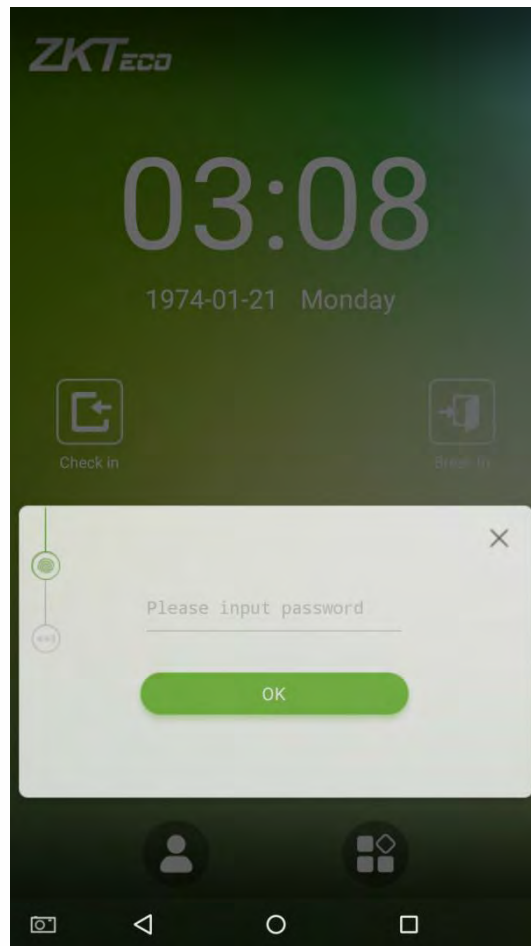 ZKTECO
03:08
1974-01-21 Monday
Check in
Break-In
Please input password
OK